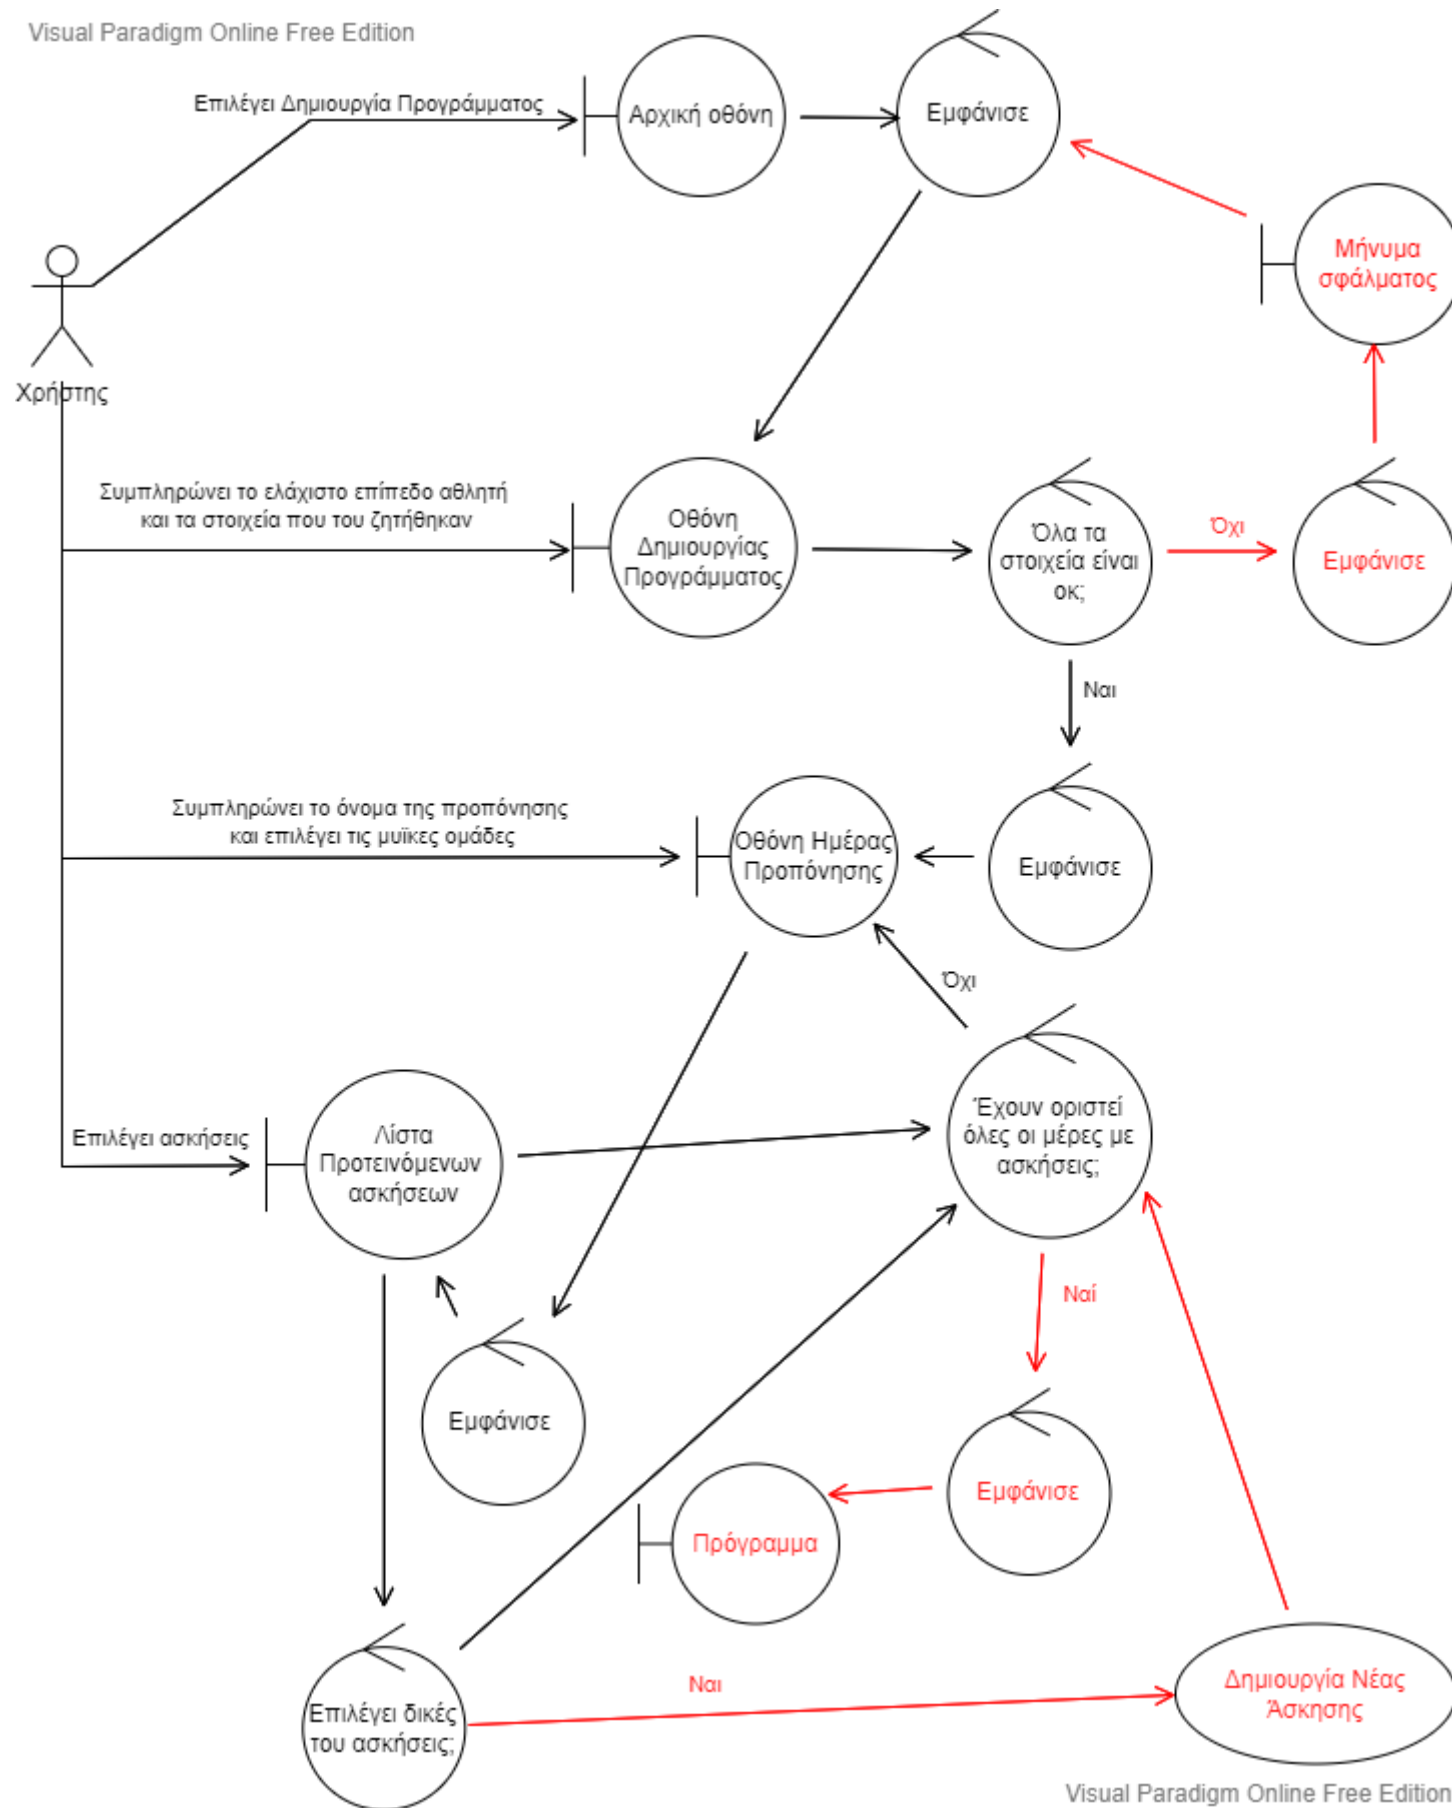 Visual Paradigm Online Free Edition
Επιλέγει Δημιουργία Προγράμματος
Αρχική οθόνη
Εμφάνισε
Μήνυμα
σφάλματος
Χρήστης
Συμπληρώνει το ελάχιστο επίπεδο αθλητή
και τα στοιχεία που του ζητήθηκαν
Οθόνη
Δημιουργίας
Προγράμματος
Όλα τα
στοιχεία είναι
οκ;
Όχι
Εμφάνισε
Ναι
Συμπληρώνει το όνομα της προπόνησης
και επιλέγει τις μυϊκες ομάδες
Οθόνη Ημέρας
Προπόνησης
Εμφάνισε
Όχι
Επιλέγει ασκήσεις
Λίστα
Προτεινόμενων
ασκήσεων
Έχουν οριστεί
όλες οι μέρες με
ασκήσεις;
Ναί
Εμφάνισε
Εμφάνισε
Πρόγραμμα
Ναι
Επιλέγει δικές
του ασκήσεις;
Δημιουργία Νέας
Άσκησης
Visual Paradigm Online Free Edition